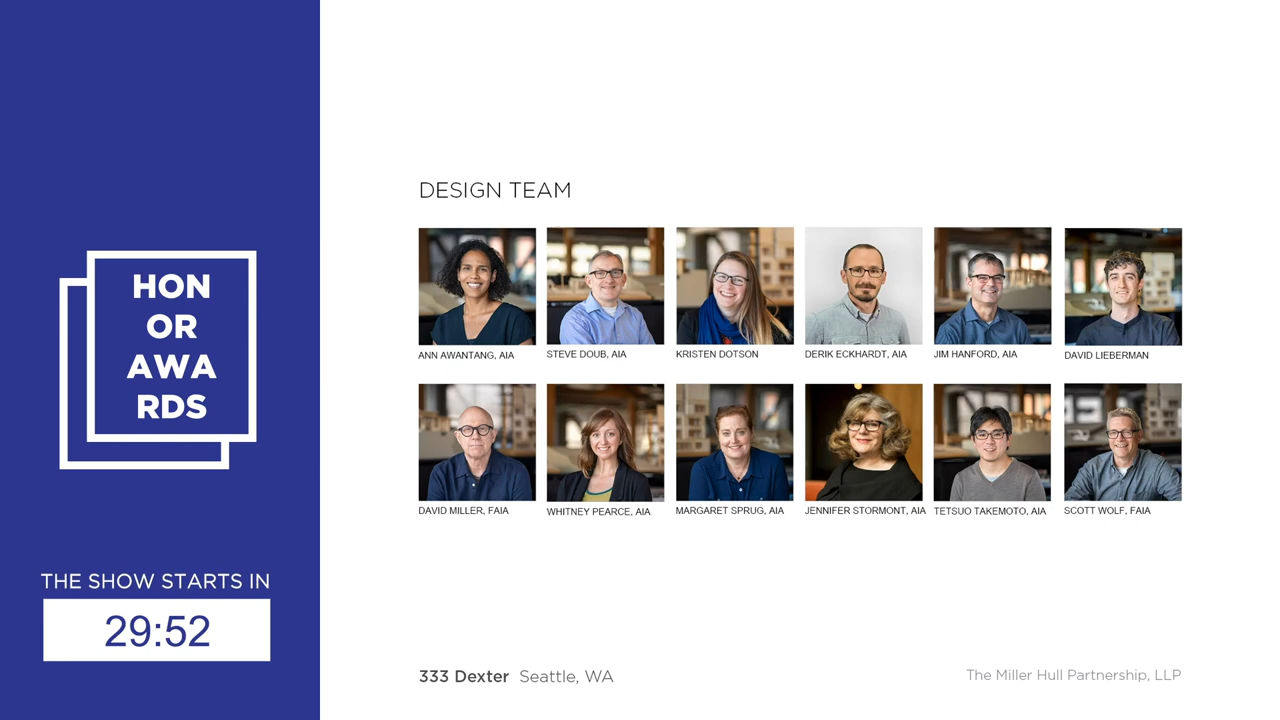 HON
OR
AWA
RDS
THE SHOW STARTS IN
29:52
DESIGN TEAM
ANN AWANTANG, AIA
STEVE DOUB, AIA
KRISTEN DOTSON
DERIK ECKHARDT, AIA
JIM HANFORD, AIA
DAVID LIEBERMAN
DAVID MILLER, FAIA
WHITNEY PEARCE, AIA
MARGARET SPRUG, AIA
JENNIFER STORMONT, AIA
TETSUO TAKEMOTO, AIA
SCOTT WOLF, FAIA
333 Dexter Seattle, WA
The Miller Hull Partnership, LLP